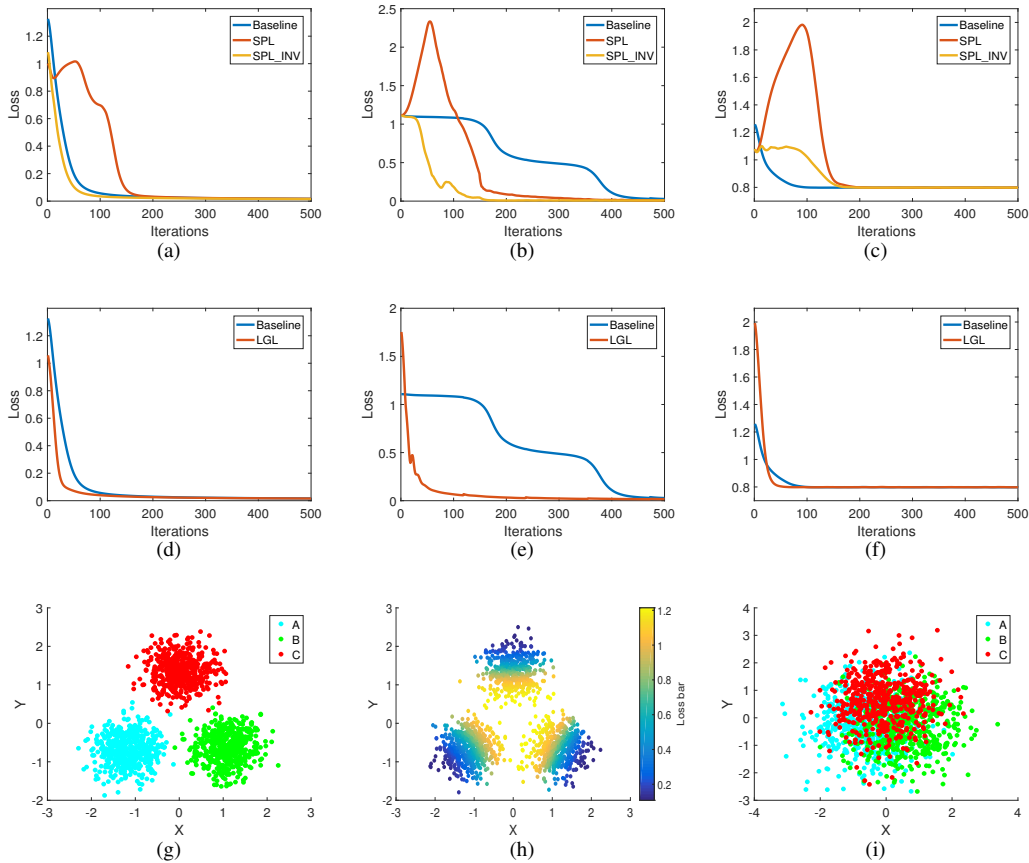 Baseline
SPL
SPL_INV
Loss
1.2
1
0.8
0.6
0.4
0.2
0
0 100 200 300 400 500
Iterations
(a)
Baseline
SPL
SPL_INV
Loss
2.5
2
1.5
1
0.5
0
0 100 200 300 400 500
Iterations
(b)
Baseline
SPL
SPL_INV
Loss
2
1.8
1.6
1.4
1.2
1
0.8
0 100 200 300 400 500
Iterations
(c)
Baseline
LGL
Loss
1.2
1
0.8
0.6
0.4
0.2
0
0 100 200 300 400 500
Iterations
(d)
Baseline
LGL
Loss
2
1.5
1
0.5
0
0 100 200 300 400 500
Iterations
(e)
Baseline
LGL
Loss
2
1.8
1.6
1.4
1.2
1
0.8
0 100 200 300 400 500
Iterations
(f)
A
B
C
Y
3
2
1
0
-1
-2
-3 -2 -1 0 1 2 3
X
(g)
Y
3
2
1
0
-1
-2
-3 -2 -1 0 1 2 3
X
Loss bar
1.2
1
0.8
0.6
0.4
0.2
(h)
A
B
C
Y
4
3
2
1
0
-1
-2
-3
-4 -2 0 2 4
X
(i)